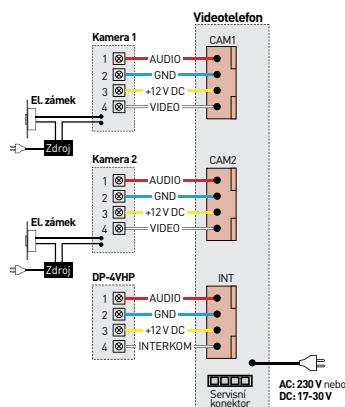 Videotelefon
Kamera 1
CAM1
1 AUDIO
2 GND
3 +12 V DC
4 VIDEO
El. zámek
Zdroj
Kamera 2
CAM2
1 AUDIO
2 GND
3 +12 V DC
4 VIDEO
El. zámek
Zdroj
DP-4VHP
INT
1 AUDIO
2 GND
3 +12 V DC
4 INTERKOM
Servisní
konektor
AC: 230 V nebo
DC: 17-30 V